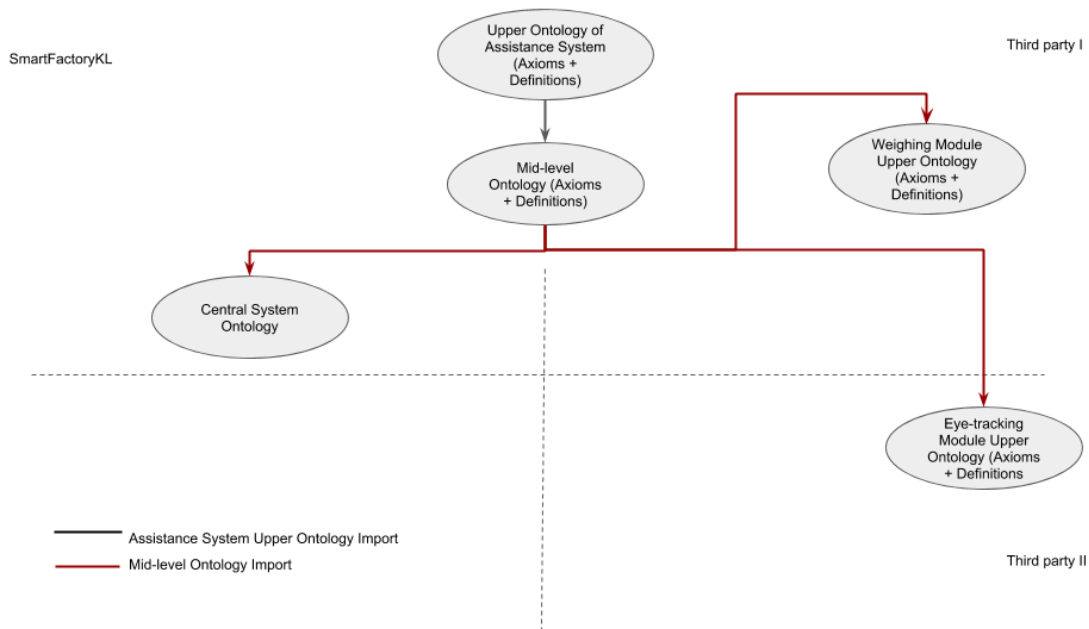 Upper Ontology of
Assistance System
(Axioms +
Definitions)
SmartFactoryKL
Third party I
Weighing Module
Upper Ontology
(Axioms +
Definitions)
Mid-level
Ontology (Axioms
+ Definitions)
Central System
Ontology
Eye-tracking
Module Upper
Ontology (Axioms
+ Definitions
Assistance System Upper Ontology Import
Mid-level Ontology Import
Third party II